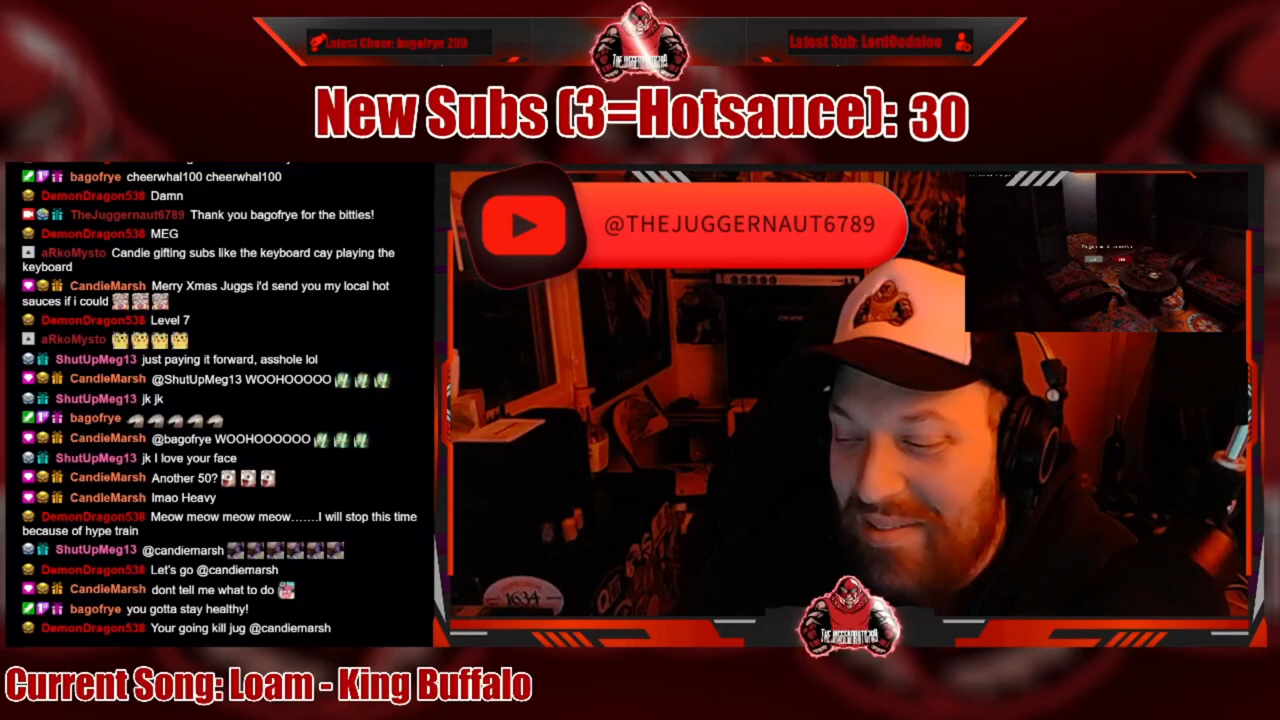 Latest Cheer: bagofrye 200
Latest Sub: LordOodaloo
New Subs (3=Hotsauce): 30
bagofrye cheerwhal100 cheerwhal100
DemonDragon538 Damn
TheJuggernaut6789 Thank you bagofrye for the bitties!
DemonDragon538 MEG
aRkoMysto Candie gifting subs like the keyboard cay playing the
keyboard
CandieMarsh Merry Xmas Juggs i'd send you my local hot
sauces if i could
DemonDragon538 Level 7
aRkoMysto
ShutUpMeg13 just paying it forward, asshole lol
CandieMarsh @ShutUpMeg13 WOOHOOOOO
ShutUpMeg13 jk jk
bagofrye
CandieMarsh @bagofrye WOOHOOOOOO
ShutUpMeg13 jk I love your face
CandieMarsh Another 50?
CandieMarsh lmao Heavy
DemonDragon538 Meow meow meow meow…….I will stop this time
because of hype train
ShutUpMeg13 @candiemarsh
DemonDragon538 Let's go @candiemarsh
CandieMarsh dont tell me what to do
bagofrye you gotta stay healthy!
DemonDragon538 Your going kill jug @candiemarsh
@THEJUGGERNAUT6789
1634
THEJUGGERNAUT6789
Current Song: Loam - King Buffalo